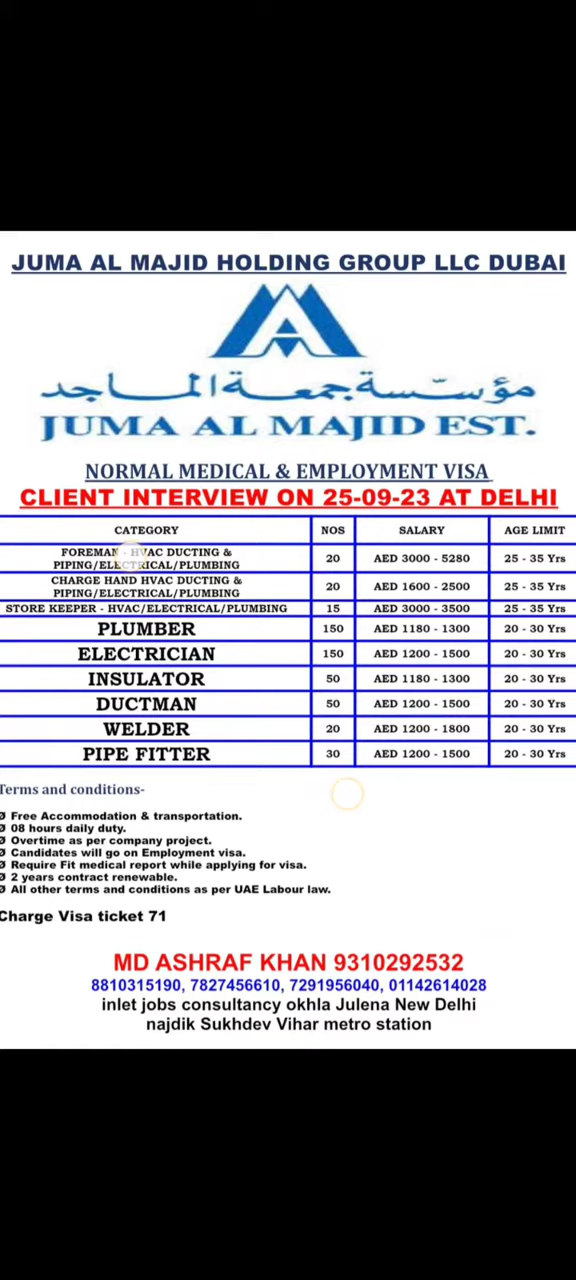 JUMA AL MAJID HOLDING GROUP LLC DUBAI
مؤسسة جمعة الماجد
JUMA AL MAJID EST.
NORMAL MEDICAL & EMPLOYMENT VISA
CLIENT INTERVIEW ON 25-09-23 AT DELHI
CATEGORY NOS SALARY AGE LIMIT
FOREMAN - HVAC DUCTING &
PIPING/ELECTRICAL/PLUMBING 20 AED 3000 - 5280 25 - 35 Yrs
CHARGE HAND HVAC DUCTING &
PIPING/ELECTRICAL/PLUMBING 20 AED 1600 - 2500 25 - 35 Yrs
STORE KEEPER - HVAC/ELECTRICAL/PLUMBING 15 AED 3000 - 3500 25 - 35 Yrs
PLUMBER 150 AED 1180 - 1300 20 - 30 Yrs
ELECTRICIAN 150 AED 1200 - 1500 20 - 30 Yrs
INSULATOR 50 AED 1180 - 1300 20 - 30 Yrs
DUCTMAN 50 AED 1200 - 1500 20 - 30 Yrs
WELDER 20 AED 1200 - 1800 20 - 30 Yrs
PIPE FITTER 30 AED 1200 - 1500 20 - 30 Yrs
Terms and conditions-
Ø Free Accommodation & transportation.
Ø 08 hours daily duty.
Ø Overtime as per company project.
Ø Candidates will go on Employment visa.
Ø Require Fit medical report while applying for visa.
Ø 2 years contract renewable.
Ø All other terms and conditions as per UAE Labour law.
Charge Visa ticket 71
MD ASHRAF KHAN 9310292532
8810315190, 7827456610, 7291956040, 01142614028
inlet jobs consultancy okhla Julena New Delhi
najdik Sukhdev Vihar metro station